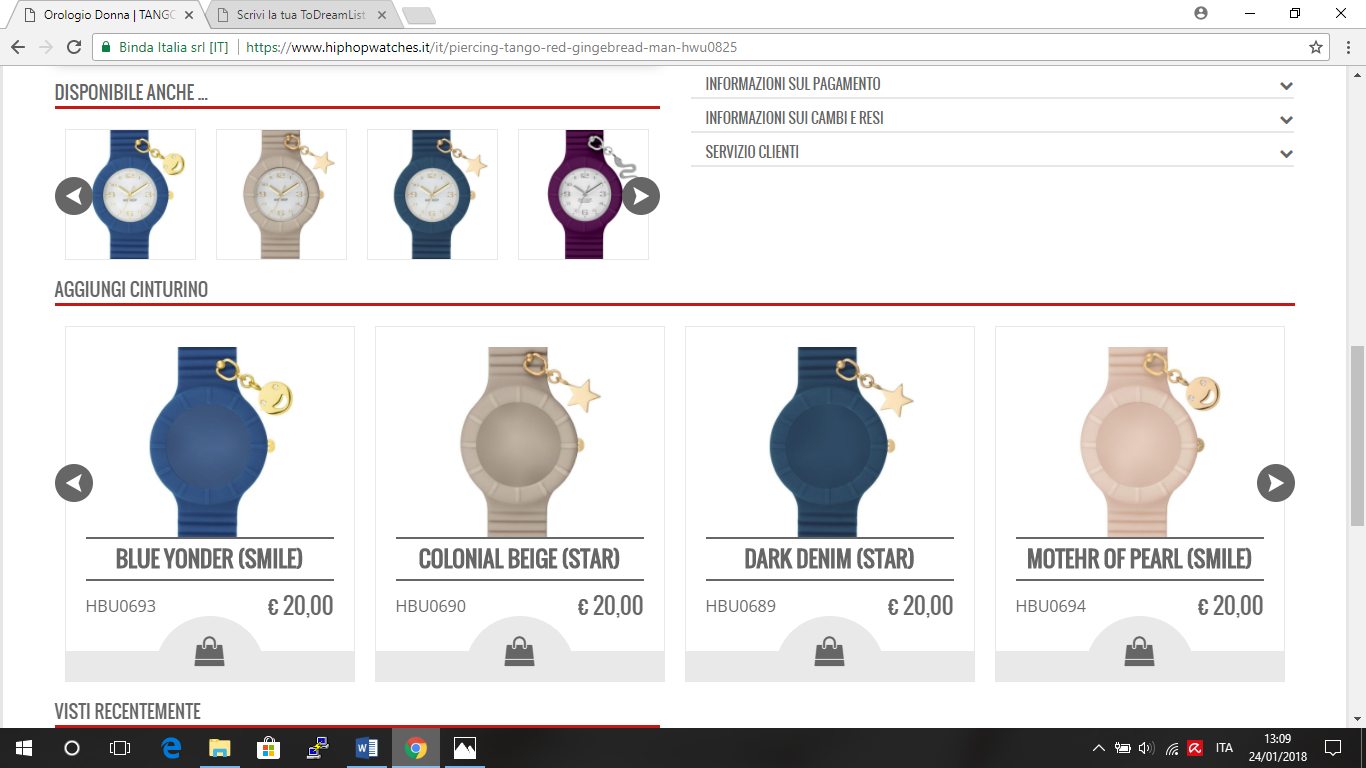 Orologio Donna | TANGO
Scrivi la tua ToDreamList
Binda Italia srl [IT]
https://www.hiphopwatches.it/it/piercing-tango-red-gingebread-man-hwu0825
DISPONIBILE ANCHE ...
INFORMAZIONI SUL PAGAMENTO
INFORMAZIONI SUI CAMBI E RESI
SERVIZIO CLIENTI
AGGIUNGI CINTURINO
BLUE YONDER (SMILE)
HBU0693
€ 20,00
COLONIAL BEIGE (STAR)
HBU0690
€ 20,00
DARK DENIM (STAR)
HBU0689
€ 20,00
MOTEHR OF PEARL (SMILE)
HBU0694
€ 20,00
VISTI RECENTEMENTE
ITA
13:09
24/01/2018